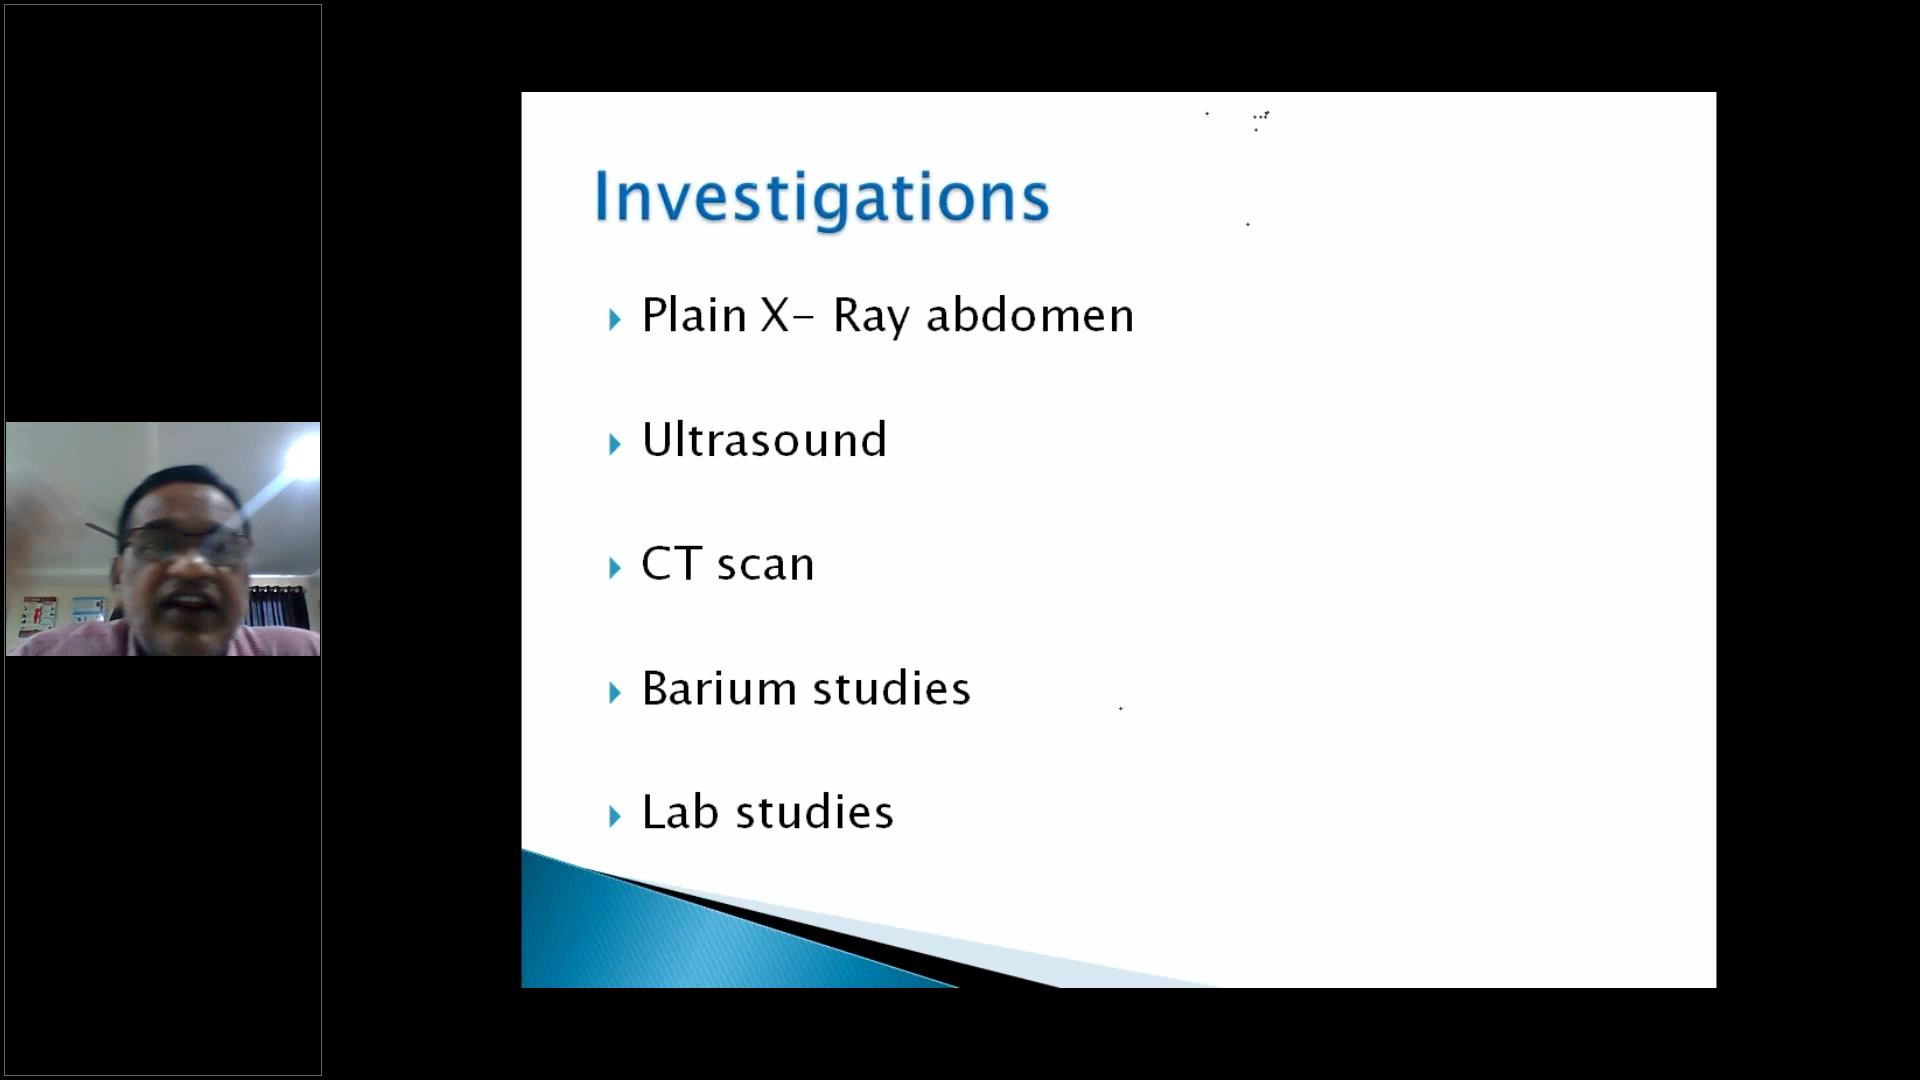 Investigations
Plain X- Ray abdomen
Ultrasound
CT scan
Barium studies
Lab studies